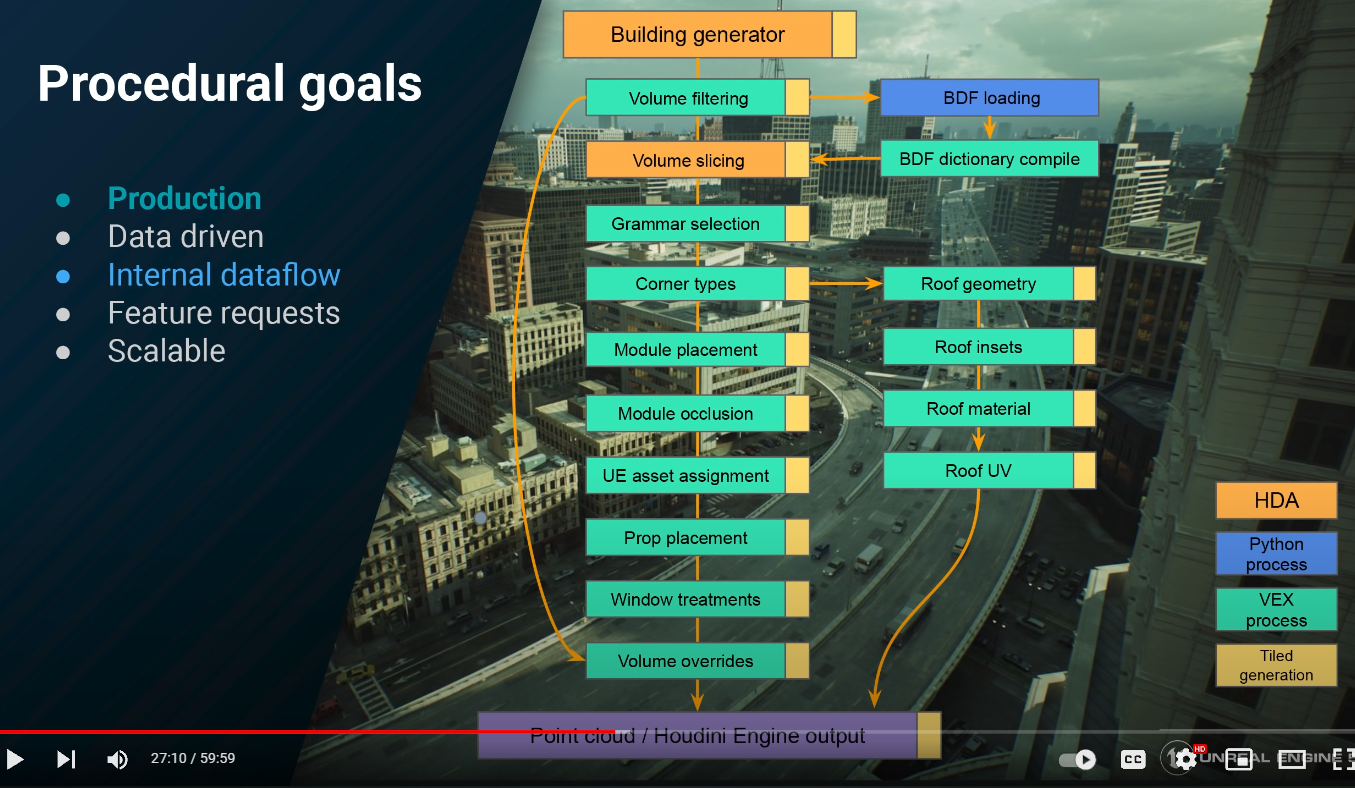 Procedural goals
Production
Data driven
Internal dataflow
Feature requests
Scalable
Building generator
Volume filtering
BDF loading
Volume slicing
BDF dictionary compile
Grammar selection
Corner types
Roof geometry
Module placement
Roof insets
Module occlusion
Roof material
UE asset assignment
Roof UV
Prop placement
Window treatments
Volume overrides
Point cloud / Houdini Engine output
HDA
Python
process
VEX
process
Tiled
generation
27:10 / 59:59
CC
HD
UNREAL ENGINE 5